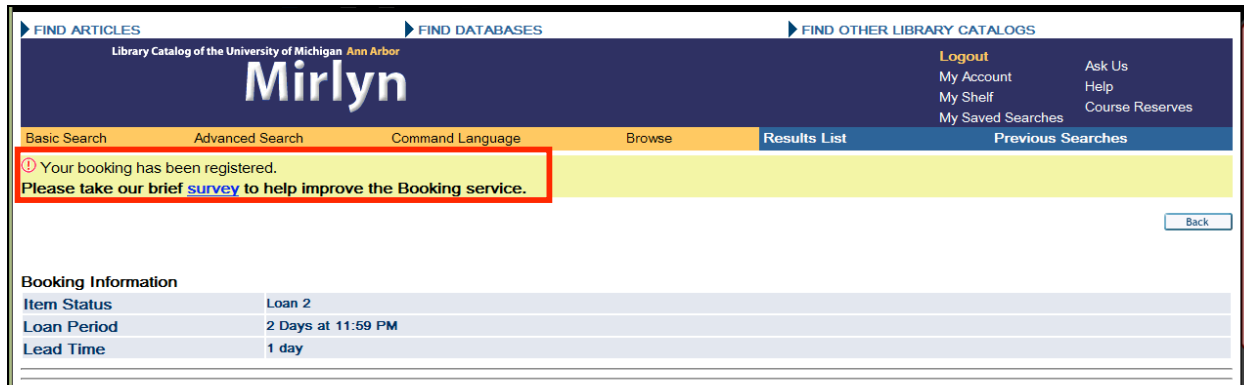 FIND ARTICLES FIND DATABASES FIND OTHER LIBRARY CATALOGS
Library Catalog of the University of Michigan Ann Arbor
Mirlyn
Logout
My Account
My Shelf
My Saved Searches
Ask Us
Help
Course Reserves
Basic Search Advanced Search Command Language Browse Results List Previous Searches
Your booking has been registered.
Please take our brief survey to help improve the Booking service.
Back
Booking Information
Item Status Loan 2
Loan Period 2 Days at 11:59 PM
Lead Time 1 day